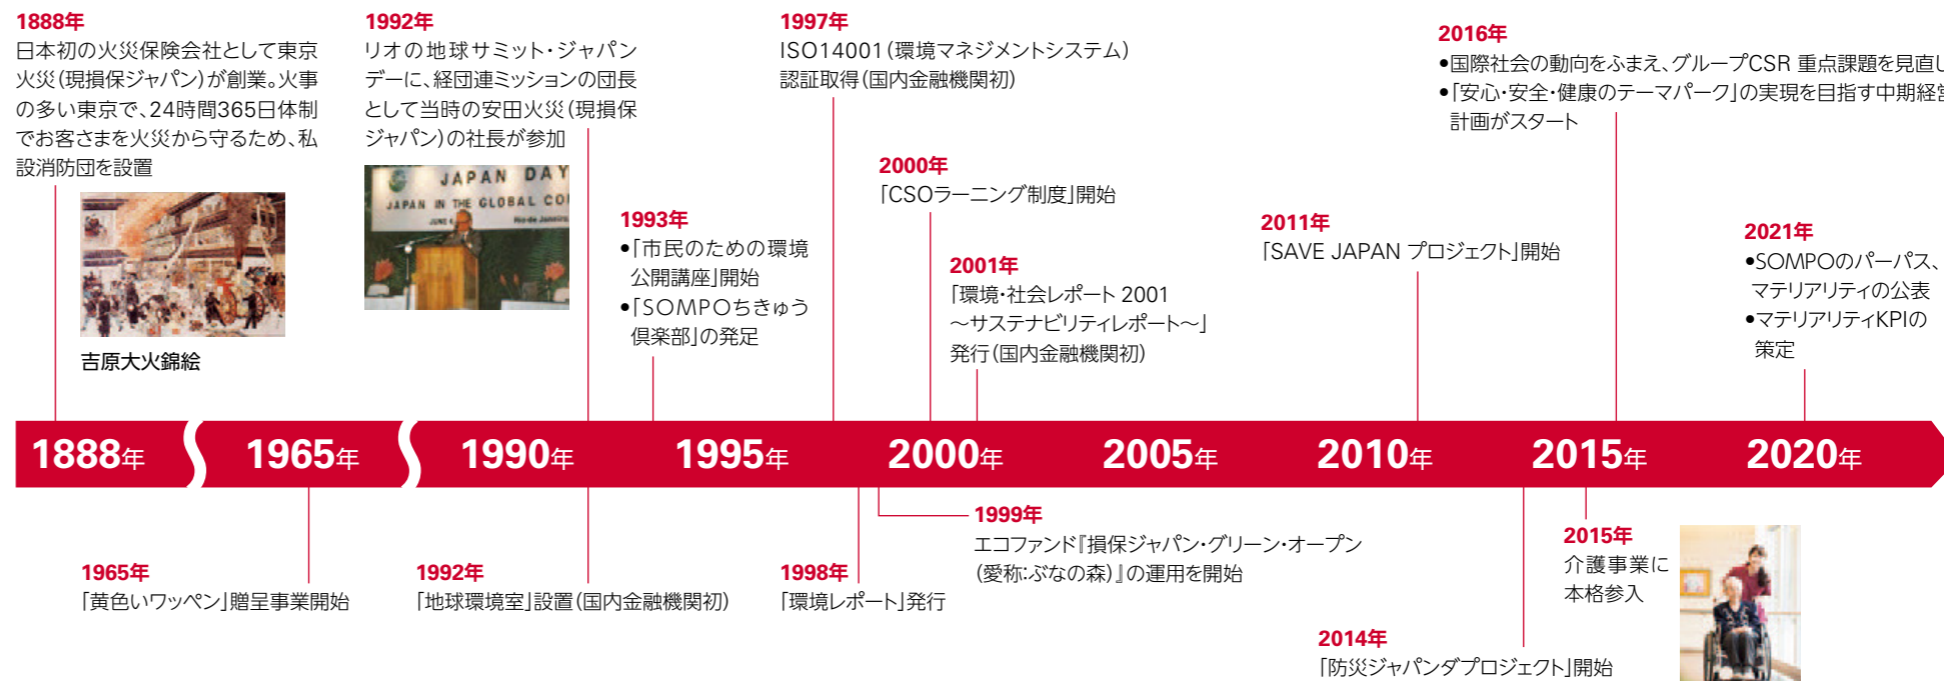 1888年
日本初の火災保険会社として東京
火災(現損保ジャパン)が創業。火事
の多い東京で、24時間365日体制
でお客さまを火災から守るため、私
設消防団を設置
吉原大火錦絵
1992年
リオの地球サミット・ジャパン
デーに、経団連ミッションの団長
として当時の安田火災(現損保
ジャパン)の社長が参加
JAPAN DAY
JAPAN IN THE GLOBAL CO
1993年
●「市民のための環境
公開講座」開始
●「SOMPOちきゅう
倶楽部」の発足
1997年
ISO14001(環境マネジメントシステム)
認証取得(国内金融機関初)
2000年
「CSOラーニング制度」開始
2001年
「環境・社会レポート 2001
～サステナビリティレポート～」
発行(国内金融機関初)
2011年
「SAVE JAPAN プロジェクト」開始
2016年
●国際社会の動向をふまえ、グループCSR 重点課題を見直し
●「安心・安全・健康のテーマパーク」の実現を目指す中期経営
計画がスタート
2021年
●SOMPOのパーパス、
マテリアリティの公表
●マテリアリティKPIの
策定
1888年 1965年 1990年 1995年 2000年 2005年 2010年 2015年 2020年
1965年
「黄色いワッペン」贈呈事業開始
1992年
「地球環境室」設置(国内金融機関初)
1998年
「環境レポート」発行
1999年
エコファンド『損保ジャパン・グリーン・オープン
(愛称:ぶなの森)』の運用を開始
2014年
「防災ジャパンダプロジェクト」開始
2015年
介護事業に
本格参入